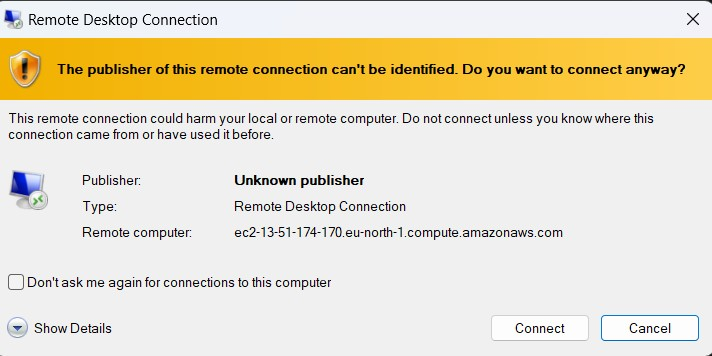 Remote Desktop Connection
The publisher of this remote connection can't be identified. Do you want to connect anyway?
This remote connection could harm your local or remote computer. Do not connect unless you know where this
connection came from or have used it before.
Publisher: Unknown publisher
Type: Remote Desktop Connection
Remote computer: ec2-13-51-174-170.eu-north-1.compute.amazonaws.com
Don't ask me again for connections to this computer
Show Details Connect Cancel